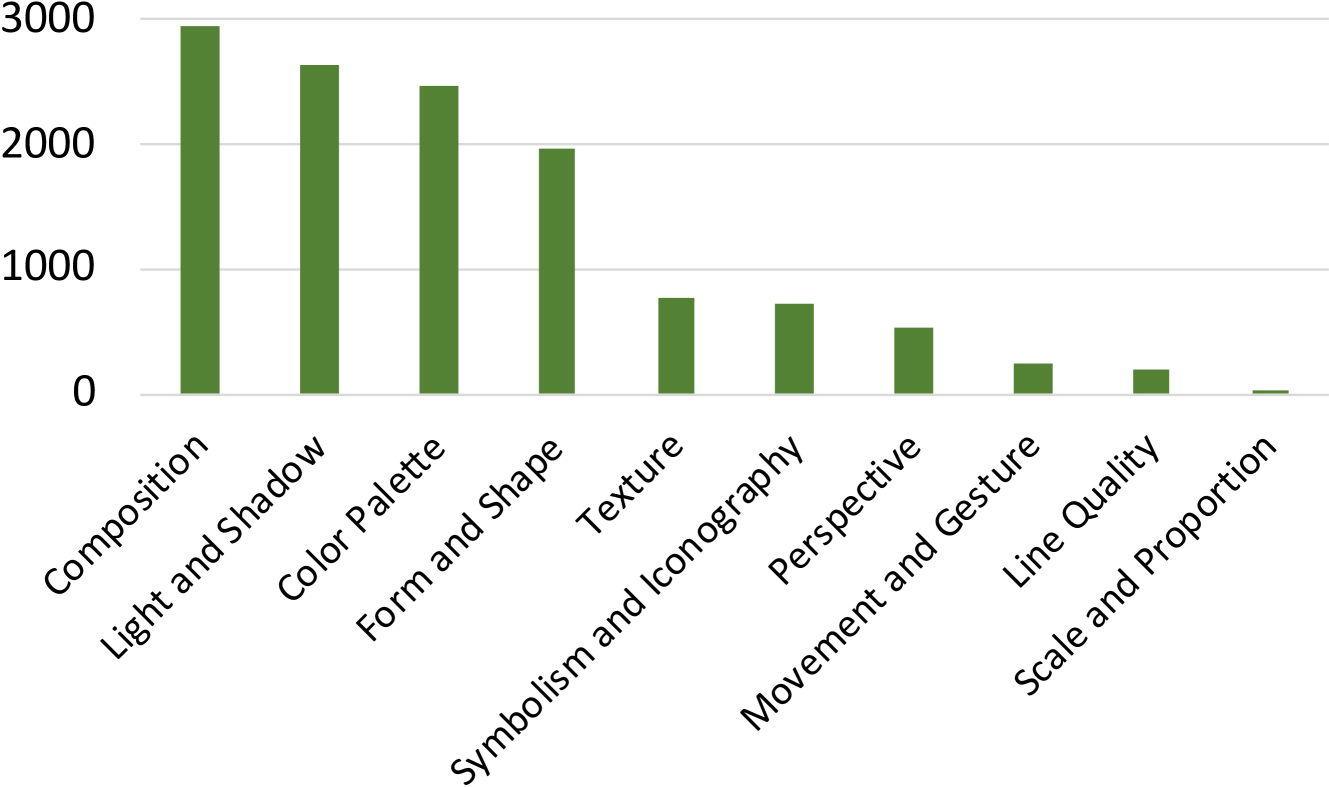 3000
2000
1000
0
Composition
Light and Shadow
Color Palette
Form and Shape
Texture
Symbolism and Iconography
Perspective
Movement and Gesture
Line Quality
Scale and Proportion